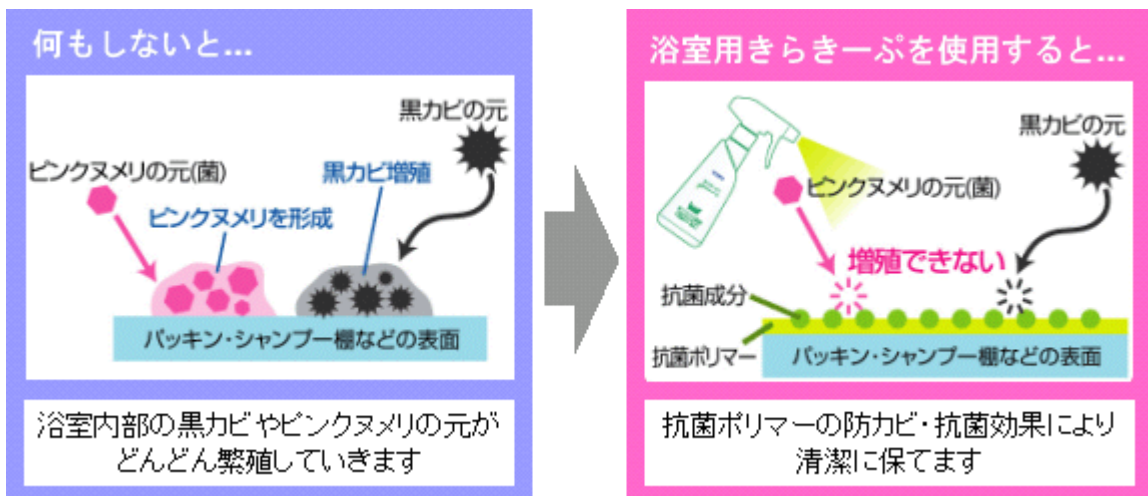 何もしないと...
黒カビの元
ピンクヌメリの元(菌)
黒カビ増殖
ピンクヌメリを形成
パッキン・シャンプー棚などの表面
浴室内部の黒カビやピンクヌメリの元が
どんどん繁殖していきます
浴室用きらきーぷを使用すると...
黒カビの元
ピンクヌメリの元(菌)
増殖できない
抗菌成分
抗菌ポリマー
パッキン・シャンプー棚などの表面
抗菌ポリマーの防カビ・抗菌効果により
清潔に保てます